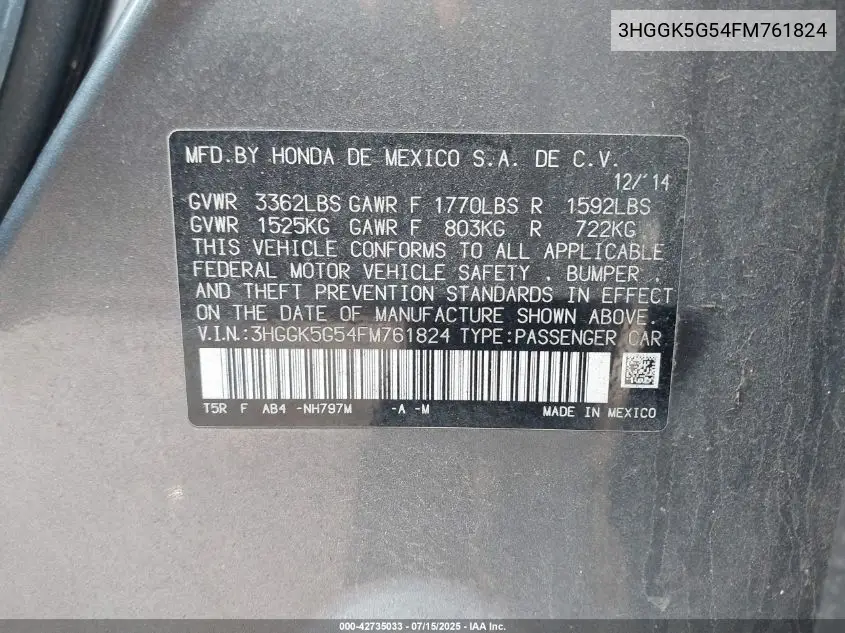 3HGGK5G54FM761824
MFD.BY HONDA DE MEXICO S.A. DE C.V.
12/'14
GVWR 3362LBS GAWR F 1770LBS R 1592LBS
GVWR 1525KG GAWR F 803KG R 722KG
THIS VEHICLE CONFORMS TO ALL APPLICABLE
FEDERAL MOTOR VEHICLE SAFETY , BUMPER ,
AND THEFT PREVENTION STANDARDS IN EFFECT
ON THE DATE OF MANUFACTURE SHOWN ABOVE.
V.I.N.:3HGGK5G54FM761824 TYPE:PASSENGER CAR
T5R F AB4 -NH797M -A -M MADE IN MEXICO
000-42735033 - 07/15/2025 - IAA Inc.